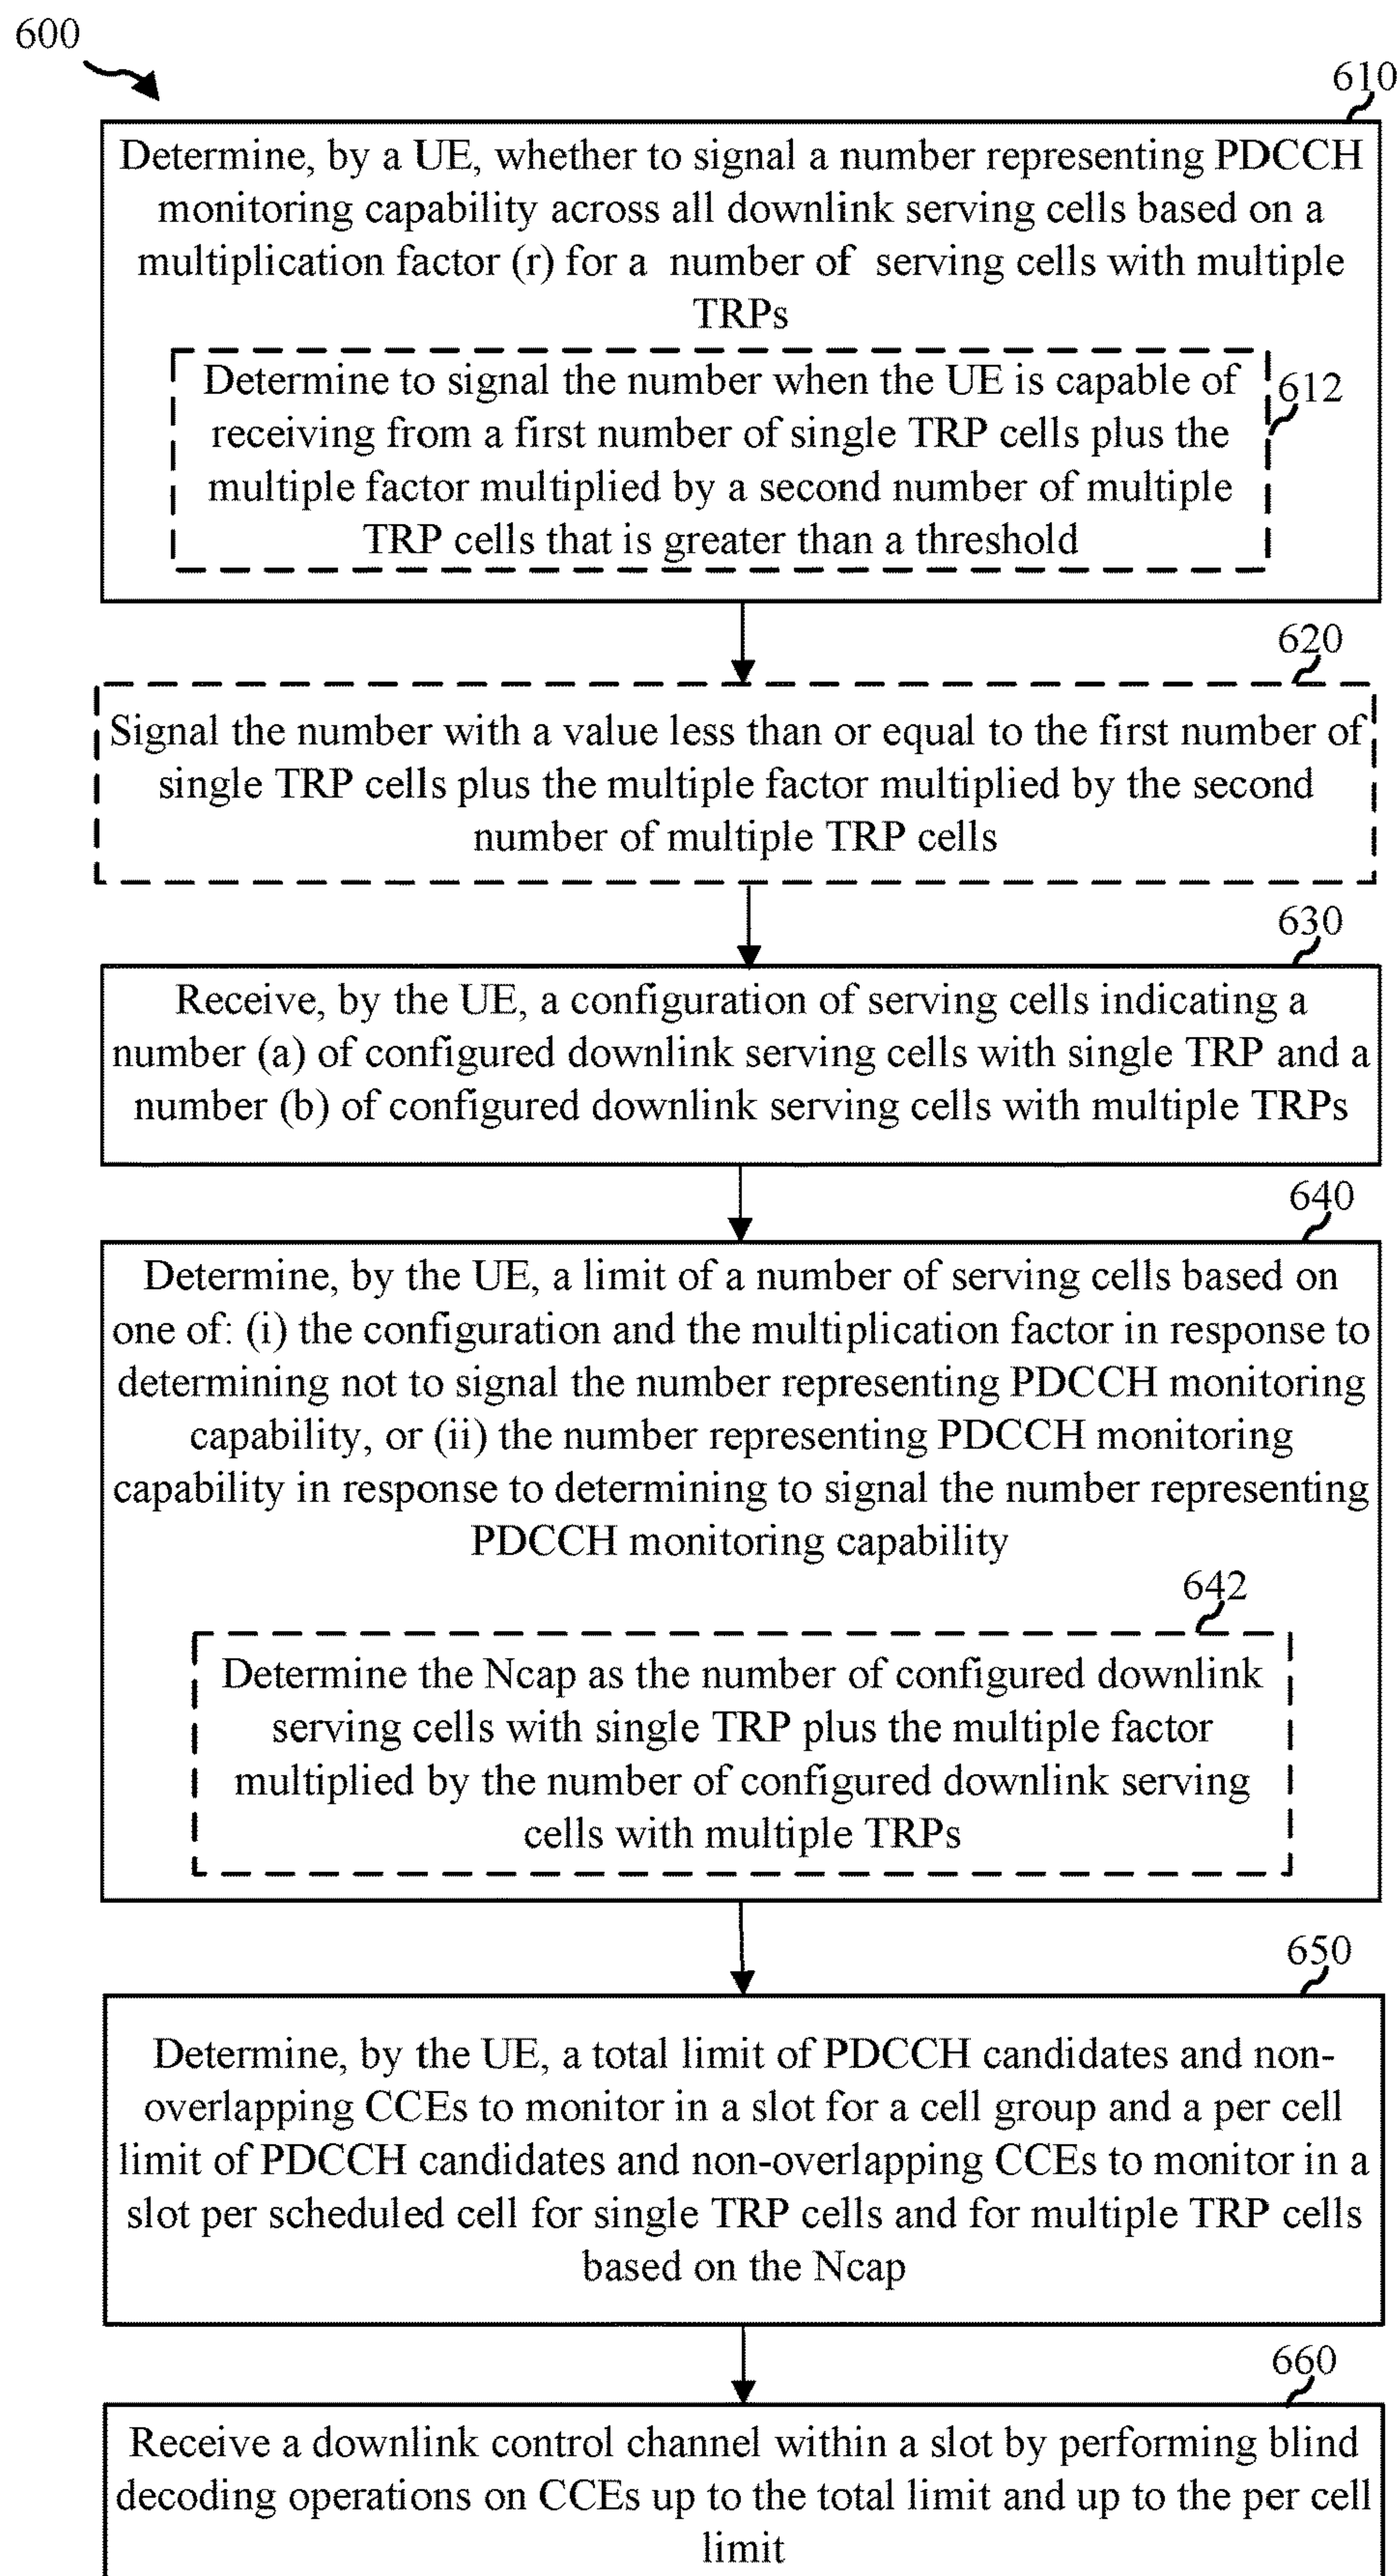 600
610
Determine, by a UE, whether to signal a number representing PDCCH
monitoring capability across all downlink serving cells based on a
multiplication factor (r) for a number of serving cells with multiple
TRPs
Determine to signal the number when the UE is capable of
receiving from a first number of single TRP cells plus the
multiple factor multiplied by a second number of multiple
TRP cells that is greater than a threshold
612
620
Signal the number with a value less than or equal to the first number of
single TRP cells plus the multiple factor multiplied by the second
number of multiple TRP cells
630
Receive, by the UE, a configuration of serving cells indicating a
number (a) of configured downlink serving cells with single TRP and a
number (b) of configured downlink serving cells with multiple TRPs
640
Determine, by the UE, a limit of a number of serving cells based on
one of: (i) the configuration and the multiplication factor in response to
determining not to signal the number representing PDCCH monitoring
capability, or (ii) the number representing PDCCH monitoring
capability in response to determining to signal the number representing
PDCCH monitoring capability
642
Determine the Ncap as the number of configured downlink
serving cells with single TRP plus the multiple factor
multiplied by the number of configured downlink serving
cells with multiple TRPs
650
Determine, by the UE, a total limit of PDCCH candidates and non-
overlapping CCEs to monitor in a slot for a cell group and a per cell
limit of PDCCH candidates and non-overlapping CCEs to monitor in a
slot per scheduled cell for single TRP cells and for multiple TRP cells
based on the Ncap
660
Receive a downlink control channel within a slot by performing blind
decoding operations on CCEs up to the total limit and up to the per cell
limit